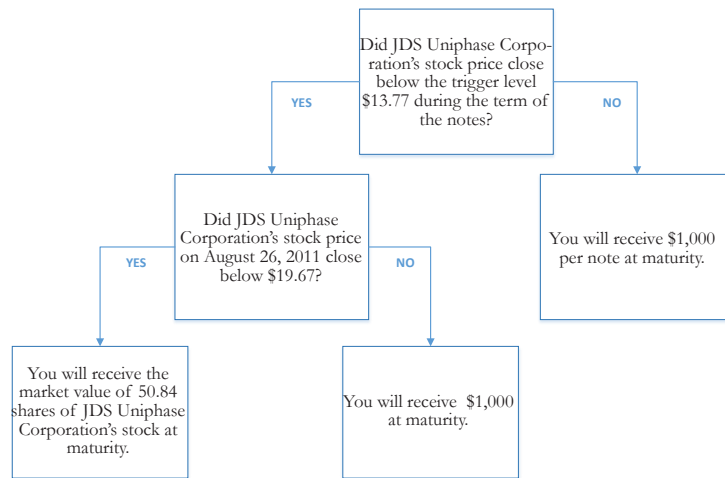 Did JDS Uniphase Corpo-
ration's stock price close
below the trigger level
$13.77 during the term of
the notes?
YES
NO
Did JDS Uniphase
Corporation's stock price
on August 26, 2011 close
below $19.67?
You will receive $1,000
per note at maturity.
YES
NO
You will receive the
market value of 50.84
shares of JDS Uniphase
Corporation's stock at
maturity.
You will receive $1,000
at maturity.